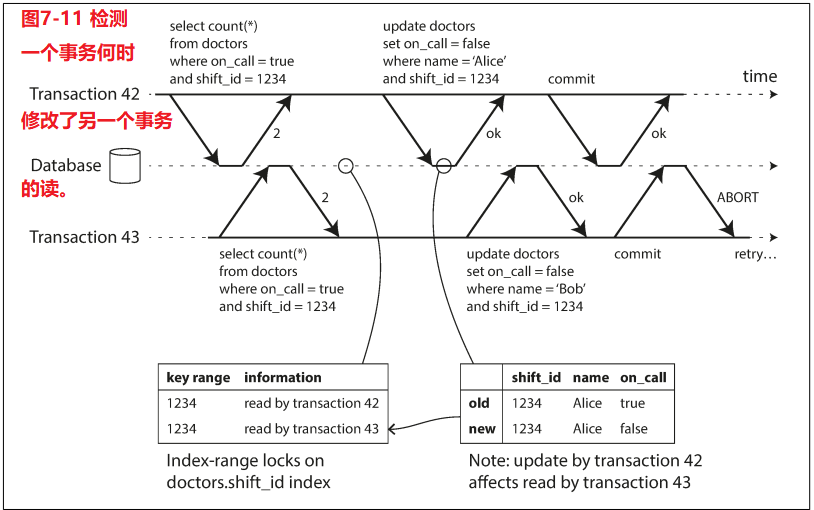 图7-11 检测
一个事务何时
修改了另一个事务
的读。
select count(*)
from doctors
where on_call = true
and shift_id = 1234
update doctors
set on_call = false
where name = ‘Alice’
and shift_id = 1234
commit
time
Transaction 42
2
ok
ok
Database
2
ok
ABORT
Transaction 43
select count(*)
from doctors
where on_call = true
and shift_id = 1234
update doctors
set on_call = false
where name = ‘Bob’
and shift_id = 1234
commit
retry…
key range information
1234 read by transaction 42
1234 read by transaction 43
Index-range locks on
doctors.shift_id index
shift_id name on_call
old 1234 Alice true
new 1234 Alice false
Note: update by transaction 42
affects read by transaction 43